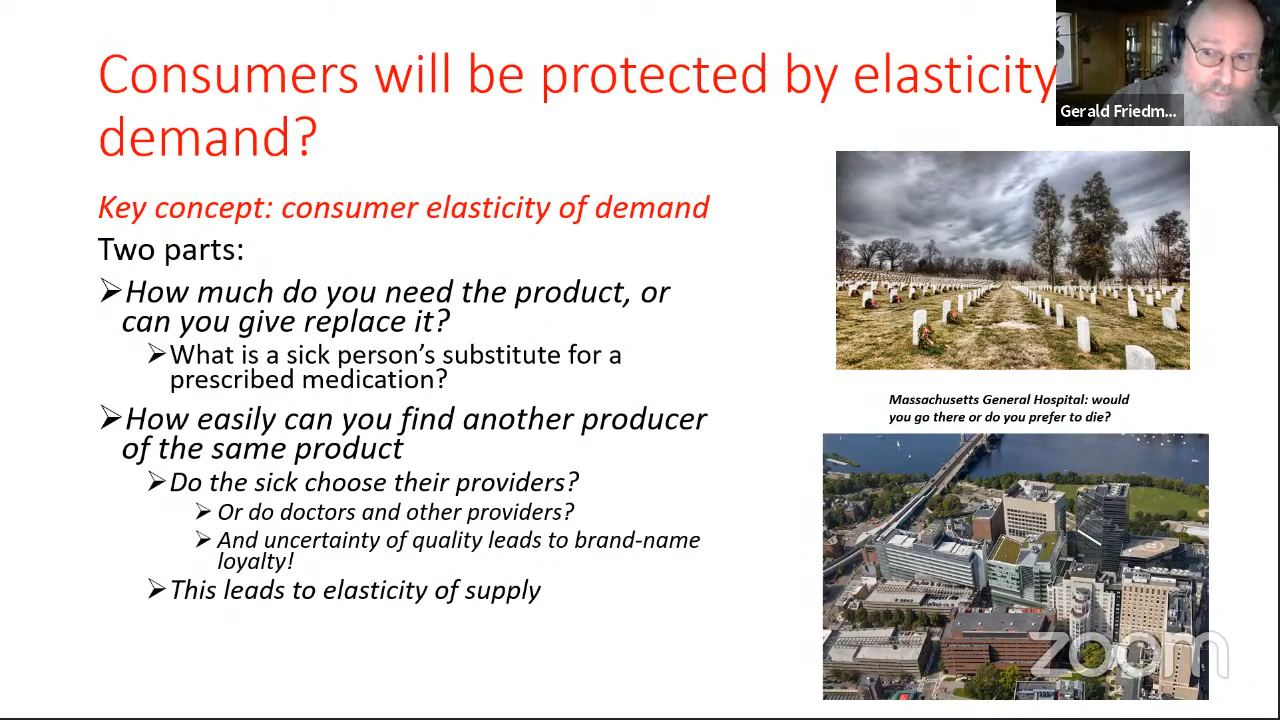 Consumers will be protected by elasticity
demand?
Gerald Friedm...
Key concept: consumer elasticity of demand
Two parts:
How much do you need the product, or
can you give replace it?
What is a sick person's substitute for a
prescribed medication?
How easily can you find another producer
of the same product
Do the sick choose their providers?
Or do doctors and other providers?
And uncertainty of quality leads to brand-name
loyalty!
This leads to elasticity of supply
Massachusetts General Hospital: would
you go there or do you prefer to die?
zoom